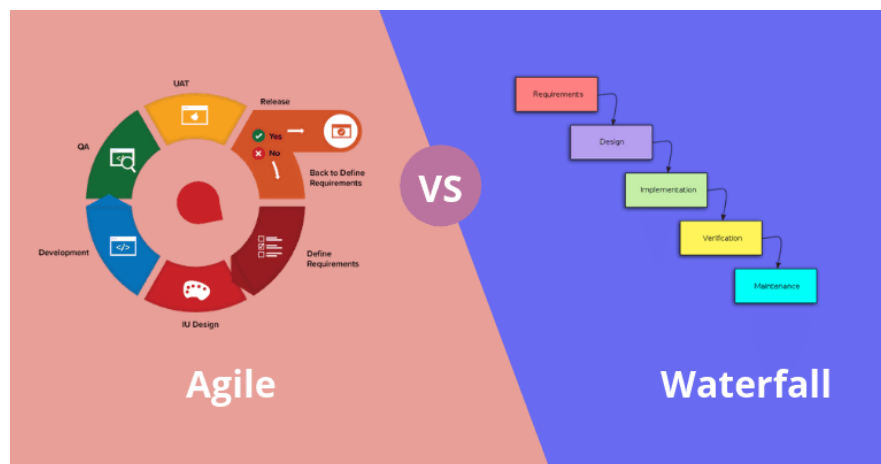 UAT
Release
Yes
No
Back to Define
Requirements
QA
Development
Define
Requirements
IU Design
Agile
VS
Requirements
Design
Implementation
Verification
Maintenance
Waterfall